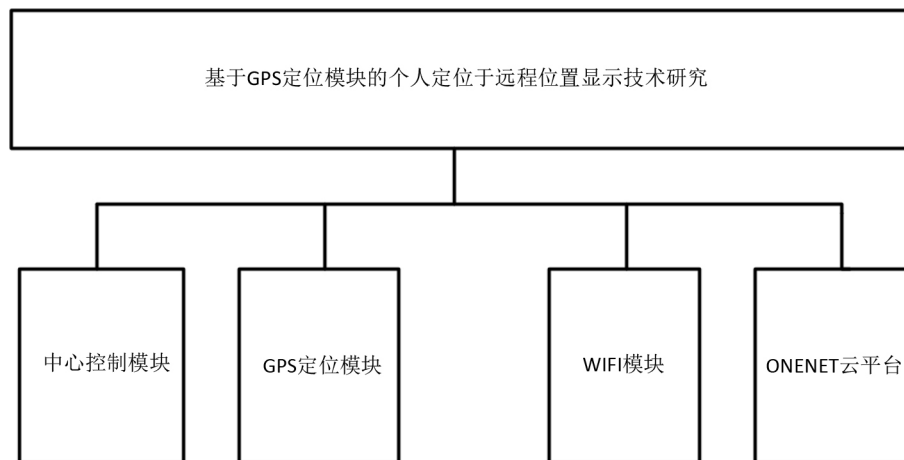 基于GPS定位模块的个人定位于远程位置显示技术研究
中心控制模块
GPS定位模块
WIFI模块
ONENET云平台